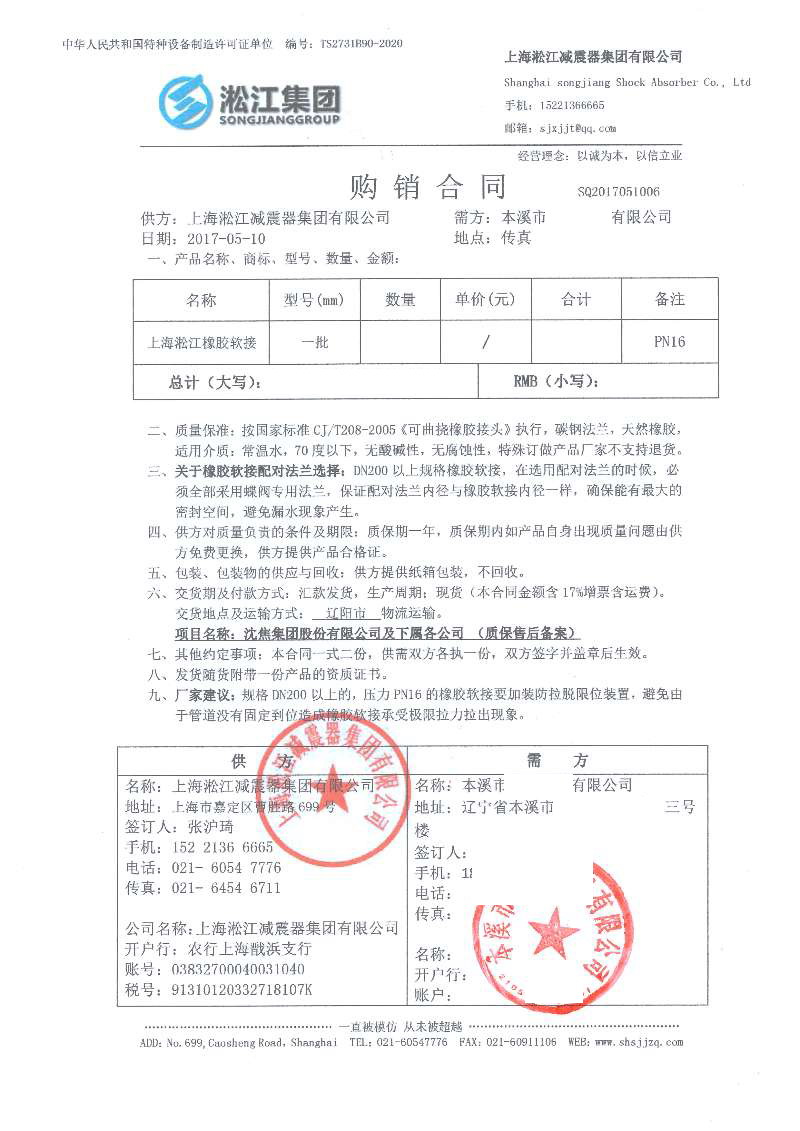 中华人民共和国特种设备制造许可证单位 编号：TS2731B90-2020
上海淞江减震器集团有限公司
Shanghai songjiang Shock Absorber Co., Ltd
手机：15221366665
邮箱：sjxjjt@qq.com
淞江集团
SONGJIANGGROUP
经营理念：以诚为本，以信立业
购销合同
SQ2017051006
供方：上海淞江减震器集团有限公司 需方：本溪市 有限公司
日期：2017-05-10 地点：传真
一、产品名称、商标、型号、数量、金额：
名称 型号(mm) 数量 单价(元) 合计 备注
上海淞江橡胶软接 一批 / PN16
总计（大写）： RMB（小写）：
二、质量保准：按国家标准 CJ/T208-2005《可曲挠橡胶接头》执行，碳钢法兰，天然橡胶，
适用介质：常温水，70 度以下，无酸碱性，无腐蚀性，特殊订做产品厂家不支持退货。
三、关于橡胶软接配对法兰选择：DN200 以上规格橡胶软接，在选用配对法兰的时候，必
须全部采用蝶阀专用法兰，保证配对法兰内径与橡胶软接内径一样，确保能有最大的
密封空间，避免漏水现象产生。
四、供方对质量负责的条件及期限：质保期一年，质保期内如产品自身出现质量问题由供
方免费更换，供方提供产品合格证。
五、包装、包装物的供应与回收：供方提供纸箱包装，不回收。
六、交货期及付款方式：汇款发货，生产周期：现货（本合同金额含 17%增票含运费）。
交货地点及运输方式： 辽阳市 物流运输。
项目名称：沈焦集团股份有限公司及下属各公司 （质保售后备案）
七、其他约定事项：本合同一式二份，供需双方各执一份，双方签字并盖章后生效。
八、发货随货附带一份产品的资质证书。
九、厂家建议：规格 DN200 以上的，压力 PN16 的橡胶软接要加装防拉脱限位装置，避免由
于管道没有固定到位造成橡胶软接承受极限拉力拉出现象。
供 方
名称：上海淞江减震器集团有限公司
地址：上海市嘉定区曹胜路 699 号
签订人：张沪琦
手机：152 2136 6665
电话：021- 6054 7776
传真：021- 6454 6711
公司名称：上海淞江减震器集团有限公司
开户行：农行上海戬浜支行
账号：03832700040031040
税号：91310120332718107K
需 方
名称：本溪市 有限公司
地址：辽宁省本溪市 三号
楼
签订人：
手机：18
电话：
传真：
名称：
开户行：
账户：
上海淞江减震器集团有限公司
本溪市 有限公司
2105
一直被模仿 从未被超越
ADD: No.699,Caosheng Road, Shanghai TEL: 021-60547776 FAX: 021-60911106 WEB: www.shsjjzq.com